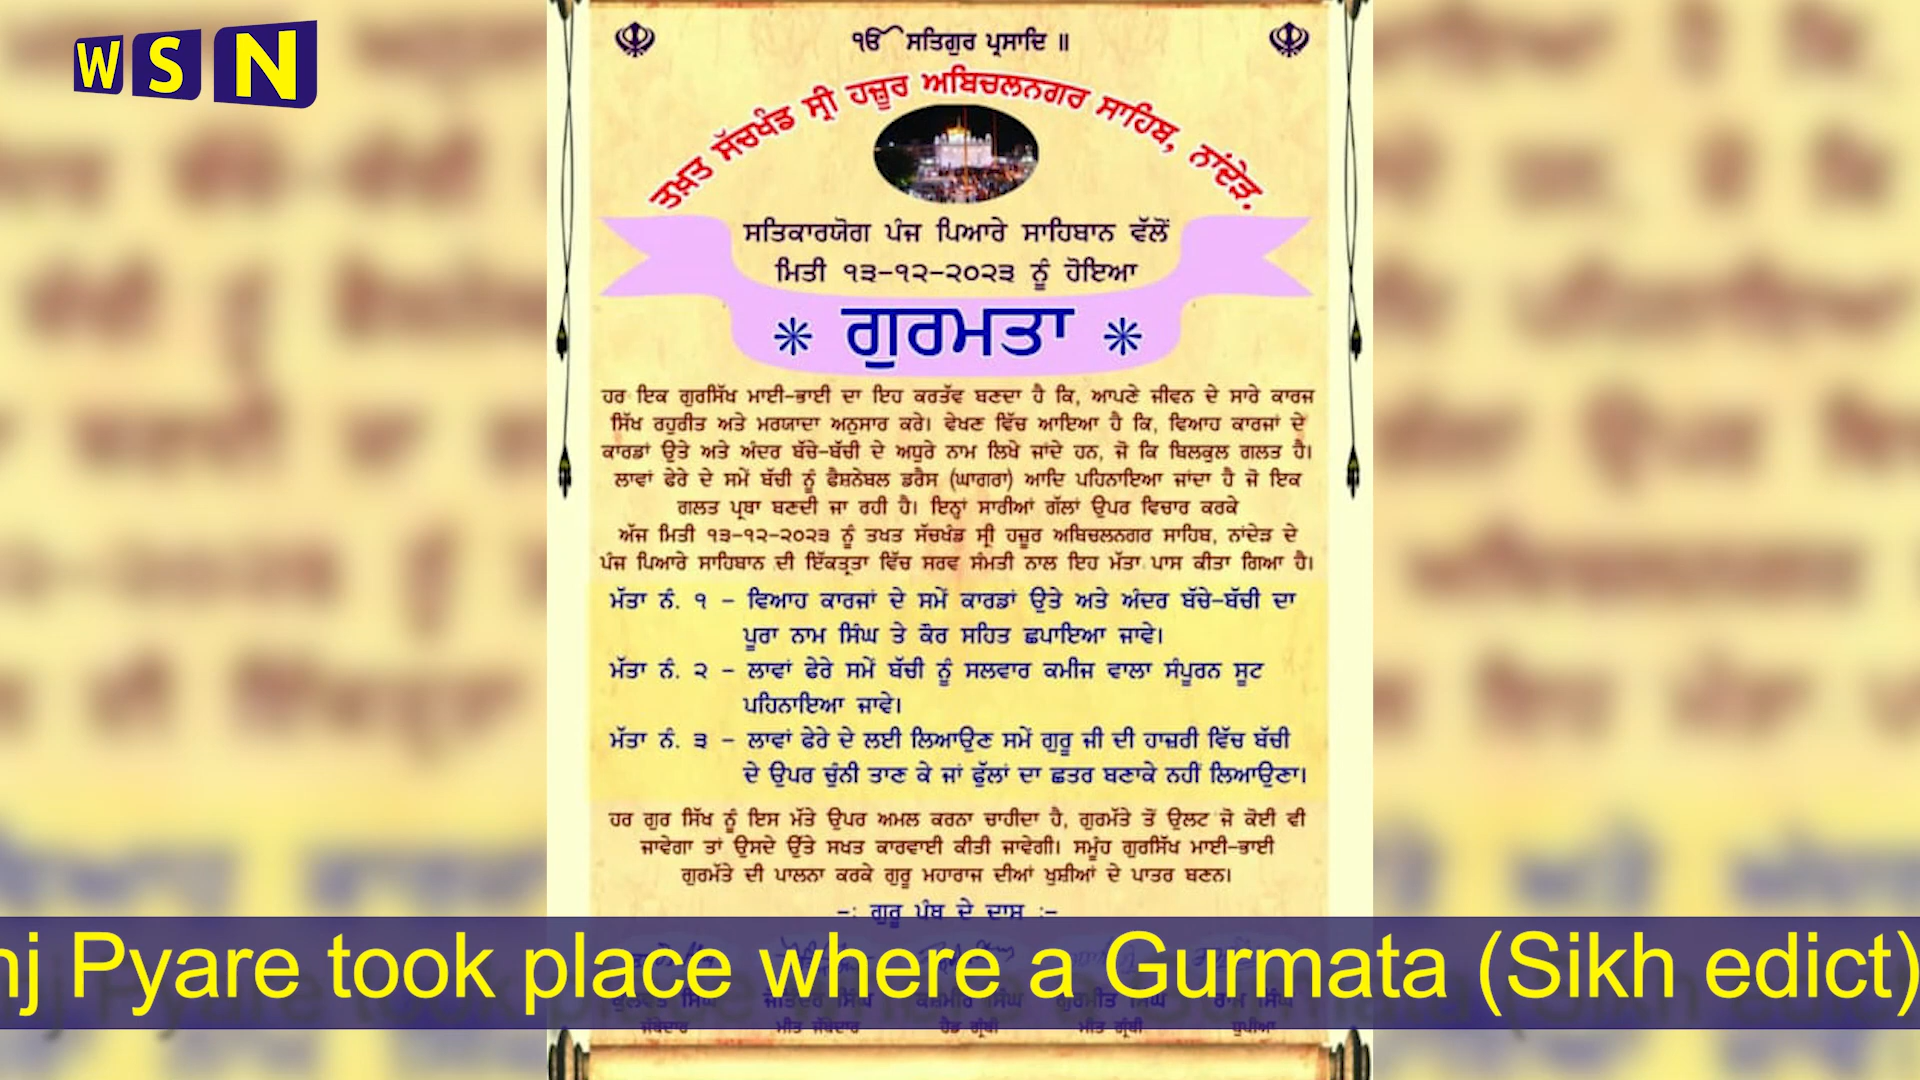 WSN
ੴ ਸਤਿਗੁਰ ਪ੍ਰਸਾਦਿ ॥
ਤਖ਼ਤ ਸੱਚਖੰਡ ਸ੍ਰੀ ਹਜ਼ੂਰ ਅਬਿਚਲਨਗਰ ਸਾਹਿਬ, ਨਾਂਦੇੜ.
ਸਤਿਕਾਰਯੋਗ ਪੰਜ ਪਿਆਰੇ ਸਾਹਿਬਾਨ ਵੱਲੋਂ
ਮਿਤੀ ੧੩-੧੨-੨੦੨੩ ਨੂੰ ਹੋਇਆ
ਗੁਰਮਤਾ
ਹਰ ਇਕ ਗੁਰਸਿੱਖ ਮਾਈ-ਭਾਈ ਦਾ ਇਹ ਕਰਤੱਵ ਬਣਦਾ ਹੈ ਕਿ, ਆਪਣੇ ਜੀਵਨ ਦੇ ਸਾਰੇ ਕਾਰਜ
ਸਿੱਖ ਰਹੁਰੀਤ ਅਤੇ ਮਰਯਾਦਾ ਅਨੁਸਾਰ ਕਰੇ। ਵੇਖਣ ਵਿੱਚ ਆਇਆ ਹੈ ਕਿ, ਵਿਆਹ ਕਾਰਜਾਂ ਦੇ
ਕਾਰਡਾਂ ਉਤੇ ਅਤੇ ਅੰਦਰ ਬੱਚੇ-ਬੱਚੀ ਦੇ ਅਧੂਰੇ ਨਾਮ ਲਿਖੇ ਜਾਂਦੇ ਹਨ, ਜੋ ਕਿ ਬਿਲਕੁਲ ਗਲਤ ਹੈ।
ਲਾਵਾਂ ਫੇਰੇ ਦੇ ਸਮੇਂ ਬੱਚੀ ਨੂੰ ਫੈਸ਼ਨੇਬਲ ਡਰੈਸ (ਘਾਗਰਾ) ਆਦਿ ਪਹਿਨਾਇਆ ਜਾਂਦਾ ਹੈ ਜੋ ਇਕ
ਗਲਤ ਪ੍ਰਥਾ ਬਣਦੀ ਜਾ ਰਹੀ ਹੈ। ਇਨ੍ਹਾਂ ਸਾਰੀਆਂ ਗੱਲਾਂ ਉਪਰ ਵਿਚਾਰ ਕਰਕੇ
ਅੱਜ ਮਿਤੀ ੧੩-੧੨-੨੦੨੩ ਨੂੰ ਤਖਤ ਸੱਚਖੰਡ ਸ੍ਰੀ ਹਜ਼ੂਰ ਅਬਿਚਲਨਗਰ ਸਾਹਿਬ, ਨਾਂਦੇੜ ਦੇ
ਪੰਜ ਪਿਆਰੇ ਸਾਹਿਬਾਨ ਦੀ ਇੱਕਤ੍ਰਤਾ ਵਿੱਚ ਸਰਵ ਸੰਮਤੀ ਨਾਲ ਇਹ ਮੱਤਾ ਪਾਸ ਕੀਤਾ ਗਿਆ ਹੈ।
ਮੱਤਾ ਨੰ. ੧ - ਵਿਆਹ ਕਾਰਜਾਂ ਦੇ ਸਮੇਂ ਕਾਰਡਾਂ ਉਤੇ ਅਤੇ ਅੰਦਰ ਬੱਚੇ-ਬੱਚੀ ਦਾ
ਪੂਰਾ ਨਾਮ ਸਿੰਘ ਤੇ ਕੌਰ ਸਹਿਤ ਛਪਾਇਆ ਜਾਵੇ।
ਮੱਤਾ ਨੰ. ੨ - ਲਾਵਾਂ ਫੇਰੇ ਸਮੇਂ ਬੱਚੀ ਨੂੰ ਸਲਵਾਰ ਕਮੀਜ ਵਾਲਾ ਸੰਪੂਰਨ ਸੂਟ
ਪਹਿਨਾਇਆ ਜਾਵੇ।
ਮੱਤਾ ਨੰ. ੩ - ਲਾਵਾਂ ਫੇਰੇ ਦੇ ਲਈ ਲਿਆਉਣ ਸਮੇਂ ਗੁਰੂ ਜੀ ਦੀ ਹਾਜ਼ਰੀ ਵਿੱਚ ਬੱਚੀ
ਦੇ ਉਪਰ ਚੁੰਨੀ ਤਾਣ ਕੇ ਜਾਂ ਫੁੱਲਾਂ ਦਾ ਛਤਰ ਬਣਾਕੇ ਨਹੀਂ ਲਿਆਉਣਾ।
ਹਰ ਗੁਰ ਸਿੱਖ ਨੂੰ ਇਸ ਮੱਤੇ ਉਪਰ ਅਮਲ ਕਰਨਾ ਚਾਹੀਦਾ ਹੈ, ਗੁਰਮੱਤੇ ਤੋਂ ਉਲਟ ਜੋ ਕੋਈ ਵੀ
ਜਾਵੇਗਾ ਤਾਂ ਉਸਦੇ ਉੱਤੇ ਸਖਤ ਕਾਰਵਾਈ ਕੀਤੀ ਜਾਵੇਗੀ। ਸਮੂੰਹ ਗੁਰਸਿੱਖ ਮਾਈ-ਭਾਈ
ਗੁਰਮੱਤੇ ਦੀ ਪਾਲਨਾ ਕਰਕੇ ਗੁਰੂ ਮਹਾਰਾਜ ਦੀਆਂ ਖੁਸ਼ੀਆਂ ਦੇ ਪਾਤਰ ਬਣਨ।
-: ਗੁਰੂ ਪੰਥ ਦੇ ਦਾਸ :-
nj Pyare took place where a Gurmata (Sikh edict)
ਕੁਲਵੰਤ ਸਿੰਘ ਜੋਤਿੰਦਰ ਸਿੰਘ ਕਸ਼ਮੀਰ ਸਿੰਘ ਗੁਰਮੀਤ ਸਿੰਘ ਰਾਮ ਸਿੰਘ
ਜੱਥੇਦਾਰ ਮੀਤ ਜੱਥੇਦਾਰ ਹੈਡ ਗ੍ਰੰਥੀ ਮੀਤ ਗ੍ਰੰਥੀ ਧੂਪੀਆ